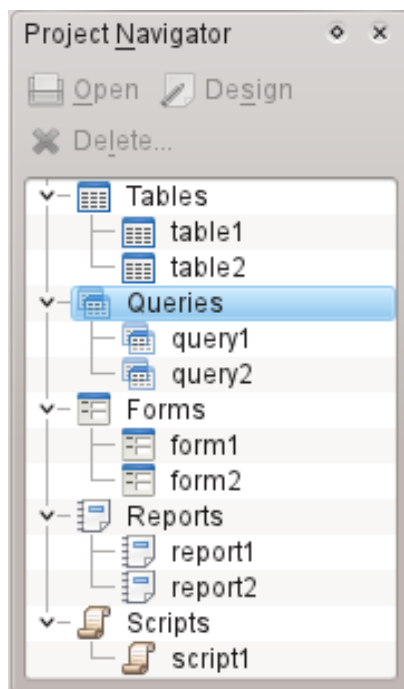 Project Navigator
Open Design
Delete...
Tables
table1
table2
Queries
query1
query2
Forms
form1
form2
Reports
report1
report2
Scripts
script1